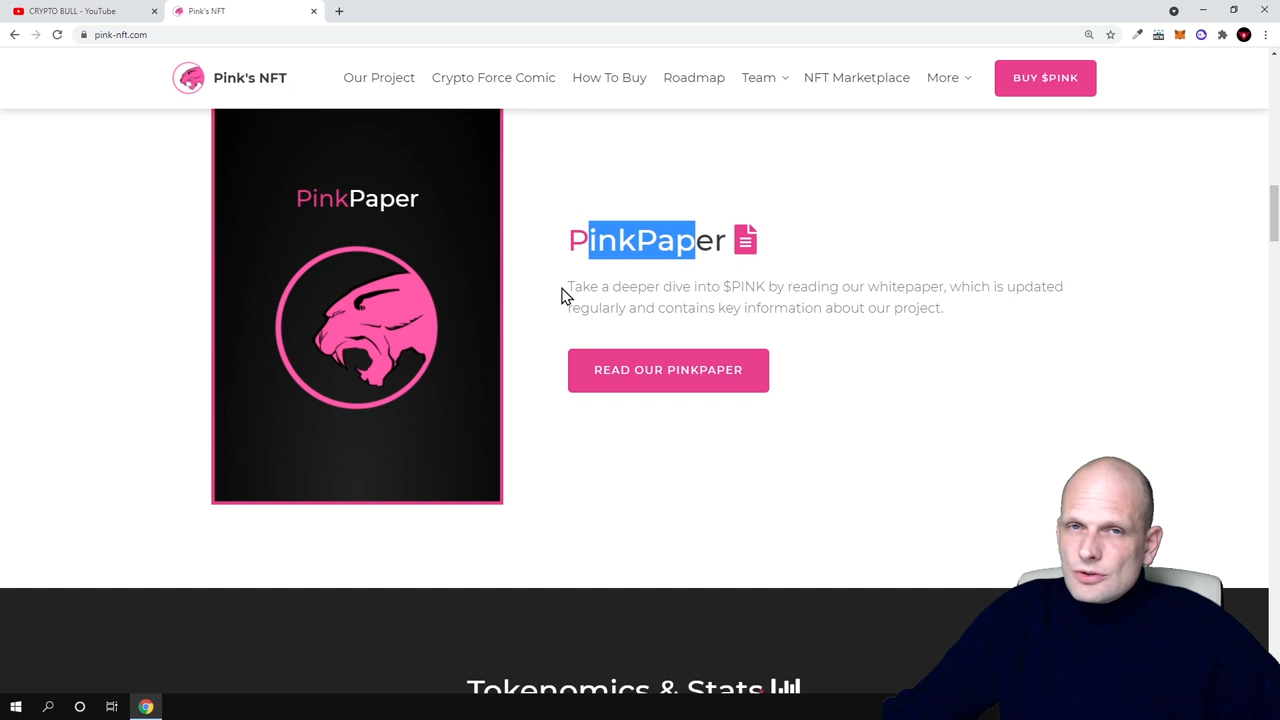 CRYPTO BULL - YouTube
Pink's NFT
pink-nft.com
Pink's NFT
Our Project
Crypto Force Comic
How To Buy
Roadmap
Team
NFT Marketplace
More
BUY $PINK
PinkPaper
PinkPaper
Take a deeper dive into $PINK by reading our whitepaper, which is updated
regularly and contains key information about our project.
READ OUR PINKPAPER
Tokenomics & Stats